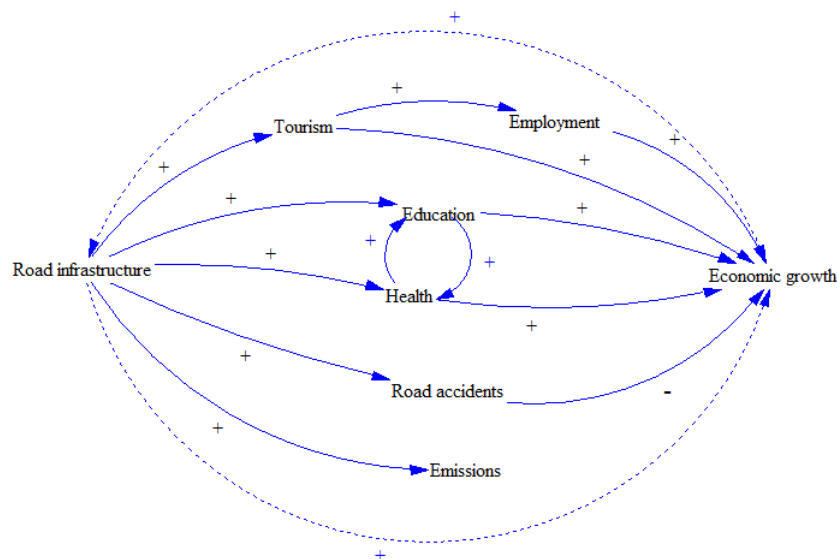 +
+
Tourism
Employment
+
+
+
+
Education
+
+
+
+
Road infrastructure
Economic growth
Health
+
+
Road accidents
-
+
Emissions
+